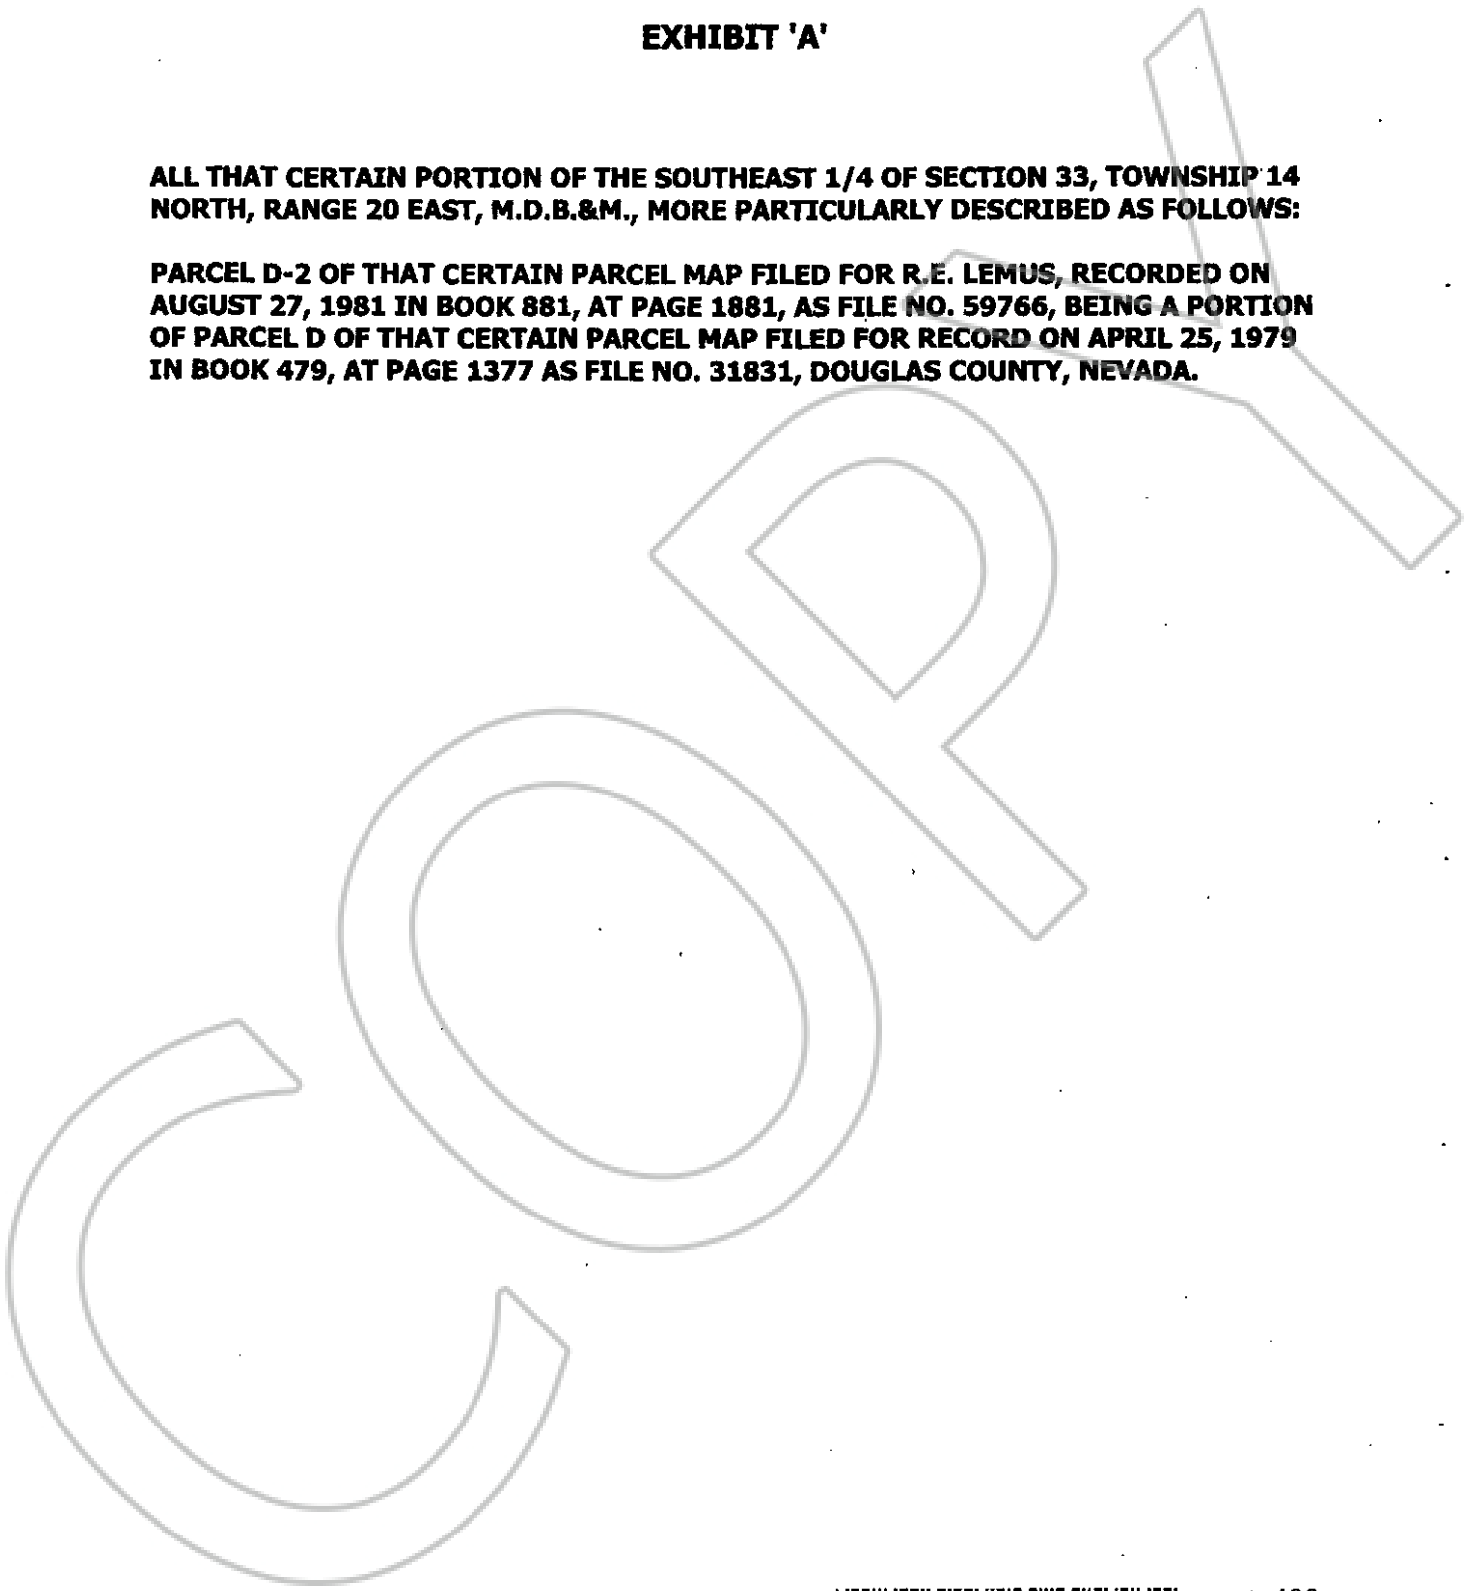 EXHIBIT 'A'
ALL THAT CERTAIN PORTION OF THE SOUTHEAST 1/4 OF SECTION 33, TOWNSHIP 14
NORTH, RANGE 20 EAST, M.D.B.&M., MORE PARTICULARLY DESCRIBED AS FOLLOWS:
PARCEL D-2 OF THAT CERTAIN PARCEL MAP FILED FOR R.E. LEMUS, RECORDED ON
AUGUST 27, 1981 IN BOOK 881, AT PAGE 1881, AS FILE NO. 59766, BEING A PORTION
OF PARCEL D OF THAT CERTAIN PARCEL MAP FILED FOR RECORD ON APRIL 25, 1979
IN BOOK 479, AT PAGE 1377 AS FILE NO. 31831, DOUGLAS COUNTY, NEVADA.
COPY